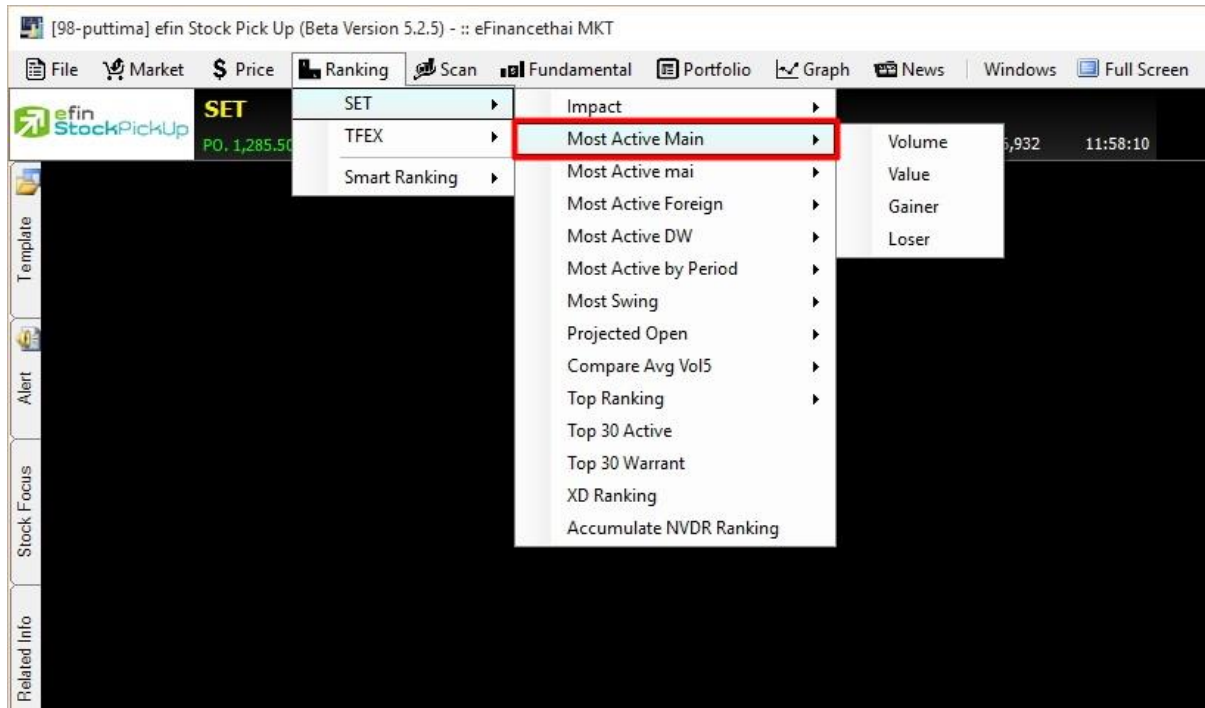 [98-puttima] efin Stock Pick Up (Beta Version 5.2.5) - :: eFinancethai MKT
File Market $ Price Ranking Scan Fundamental Portfolio Graph News Windows Full Screen
efin
StockPickUp
SET
PO. 1,285.50
,932 11:58:10
SET
TFEX
Smart Ranking
Impact
Most Active Main
Most Active mai
Most Active Foreign
Most Active DW
Most Active by Period
Most Swing
Projected Open
Compare Avg Vol5
Top Ranking
Top 30 Active
Top 30 Warrant
XD Ranking
Accumulate NVDR Ranking
Volume
Value
Gainer
Loser
Template
Alert
Stock Focus
Related Info